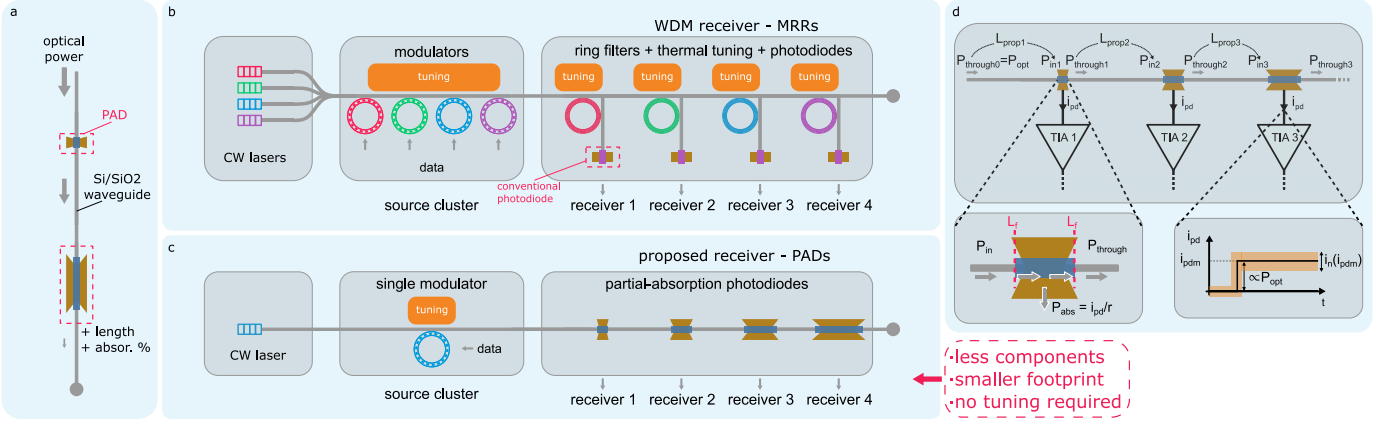 a
optical
power
PAD
Si/SiO2
waveguide
+ length
+ absor. %
b
WDM receiver - MRRs
modulators
tuning
ring filters + thermal tuning + photodiodes
tuning
tuning
tuning
tuning
CW lasers
data
conventional
photodiode
source cluster
receiver 1
receiver 2
receiver 3
receiver 4
c
proposed receiver - PADs
single modulator
tuning
partial-absorption photodiodes
CW laser
data
source cluster
receiver 1
receiver 2
receiver 3
receiver 4
d
Lprop1
Lprop2
Lprop3
Pthrough0=Popt
Pin1
Pthrough1
Pin2
Pthrough2
Pin3
Pthrough3
ipd
ipd
ipd
TIA 1
TIA 2
TIA 3
Lf
Lf
Pin
Pthrough
Pabs = ipd/r
ipd
ipdm
in(ipdm)
∝Popt
t
·less components
·smaller footprint
·no tuning required